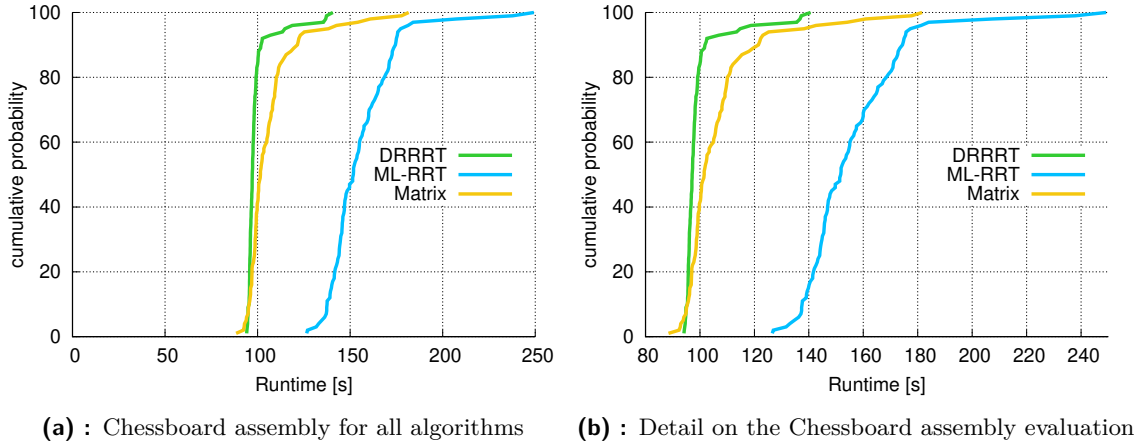 100
80
60
40
20
0
cumulative probability
DRRRT
ML-RRT
Matrix
0 50 100 150 200 250
Runtime [s]
(a) : Chessboard assembly for all algorithms
100
80
60
40
20
0
cumulative probability
DRRRT
ML-RRT
Matrix
80 100 120 140 160 180 200 220 240
Runtime [s]
(b) : Detail on the Chessboard assembly evaluation